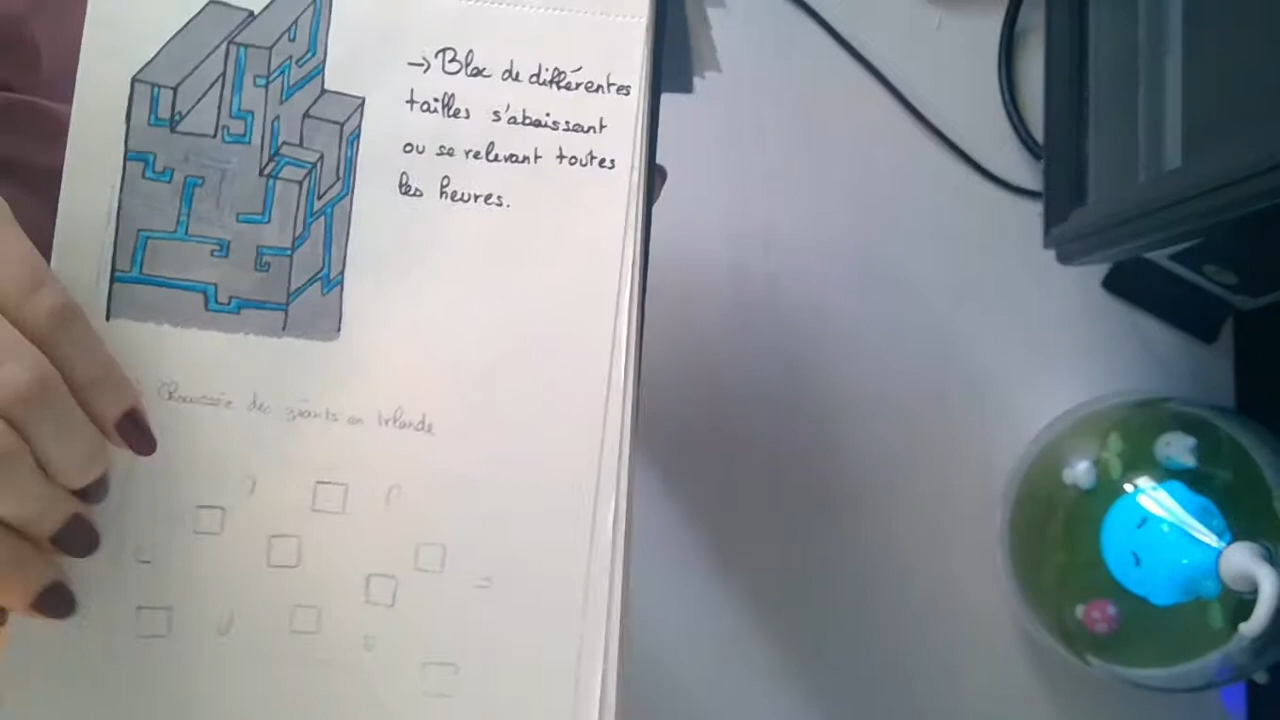 → Bloc de différentes
tailles s'abaissant
ou se relevant toutes
les heures.
Chaussée des géants en Irlande